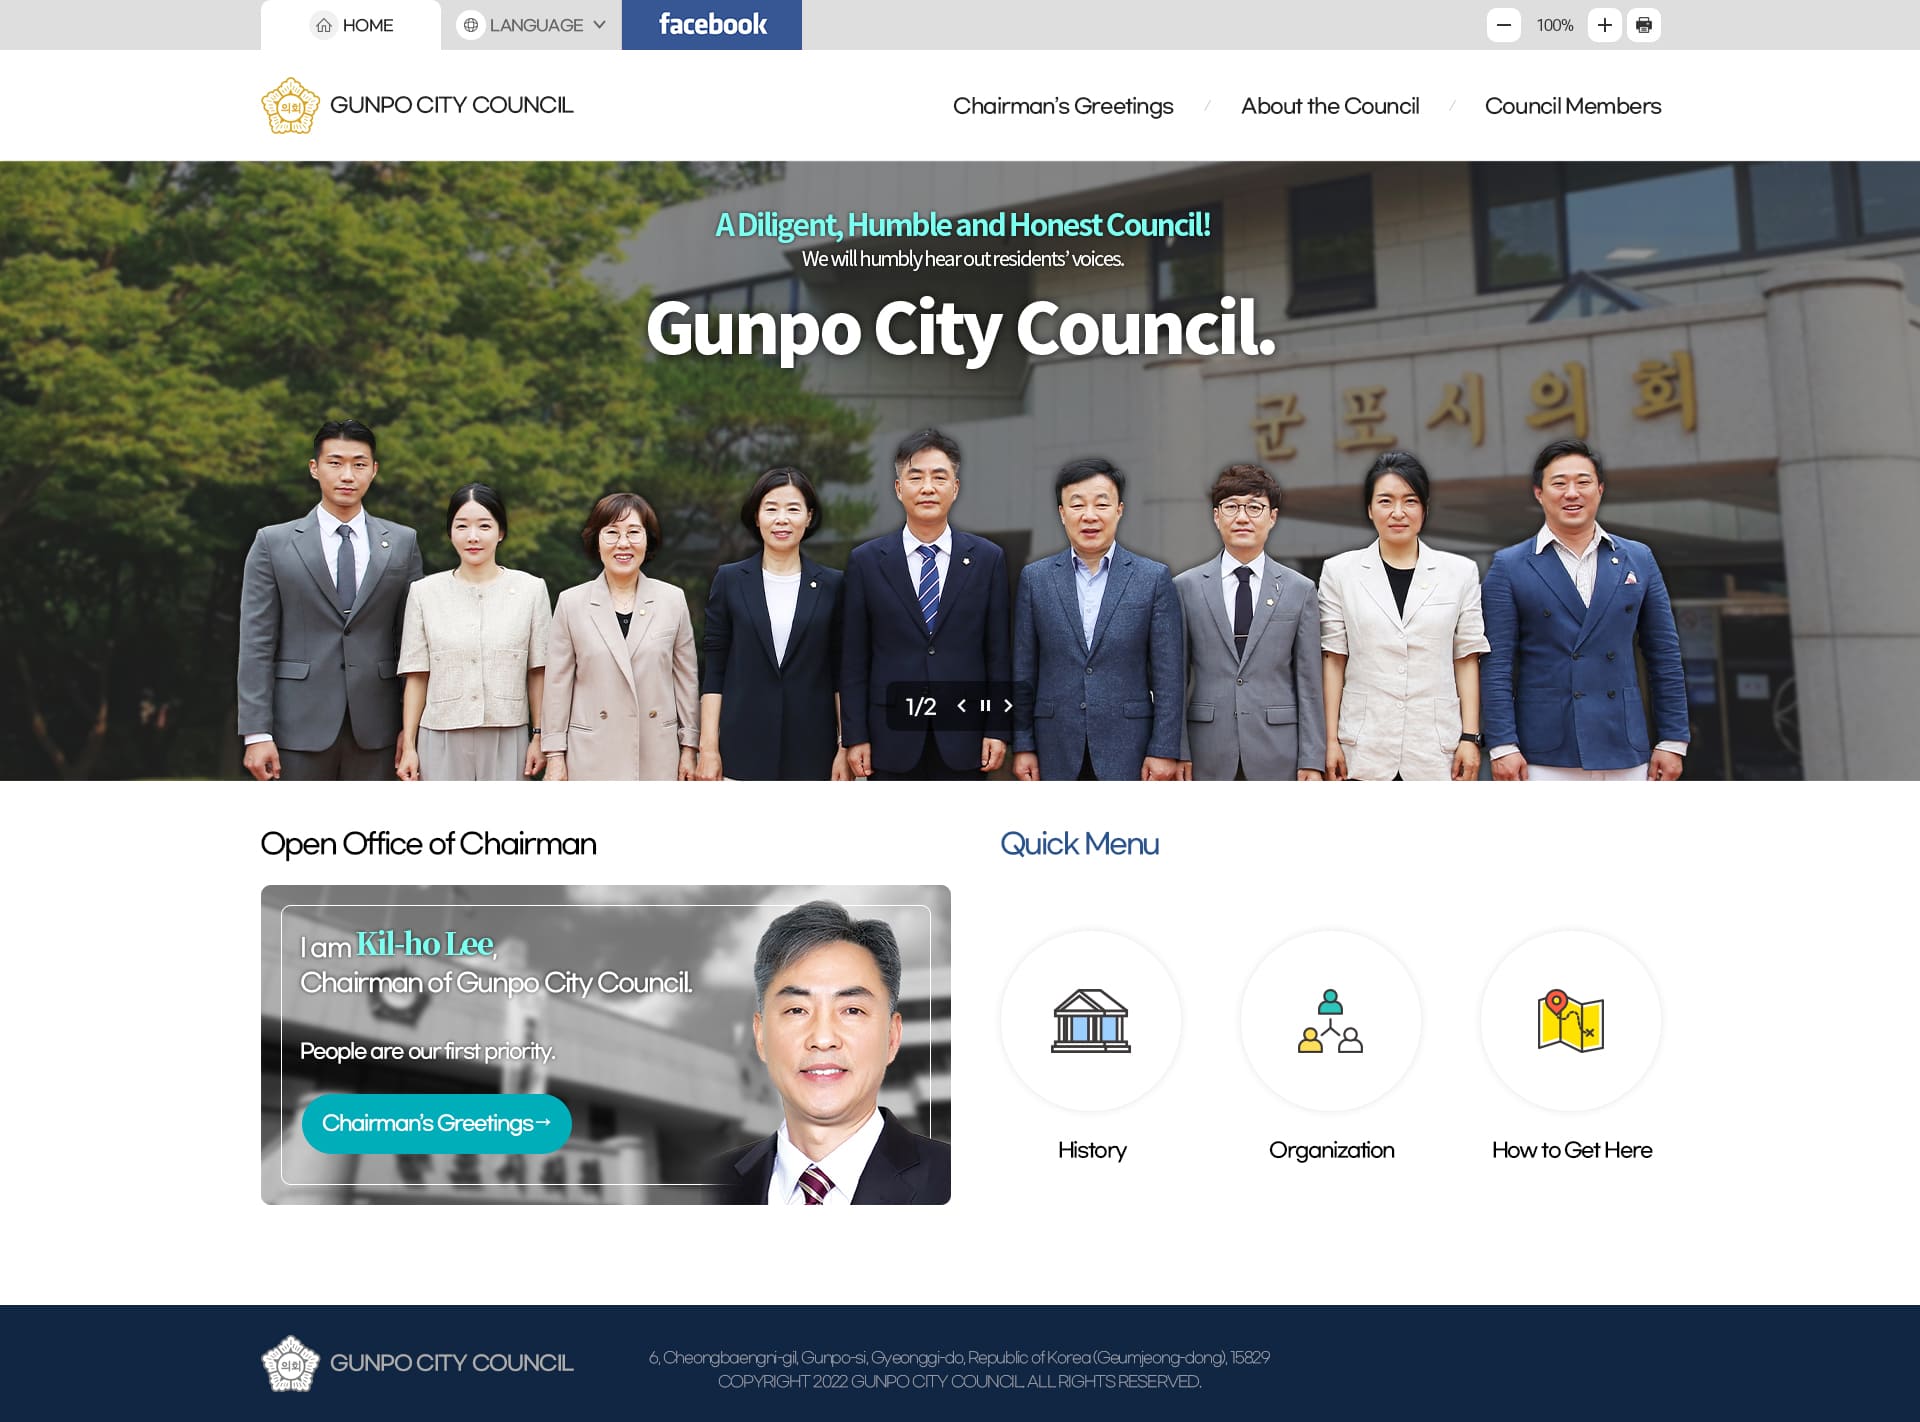 HOME
LANGUAGE
facebook
100%
의회
GUNPO CITY COUNCIL
Chairman's Greetings / About the Council / Council Members
A Diligent, Humble and Honest Council!
We will humbly hear out residents' voices.
Gunpo City Council.
군포시의회
1/2
Open Office of Chairman
I am Kil-ho Lee,
Chairman of Gunpo City Council.
People are our first priority.
Chairman's Greetings→
Quick Menu
History
Organization
How to Get Here
의회
GUNPO CITY COUNCIL
6, Cheongbaengni-gil, Gunpo-si, Gyeonggi-do, Republic of Korea (Geumjeong-dong), 15829
COPYRIGHT 2022 GUNPO CITY COUNCIL. ALL RIGHTS RESERVED.